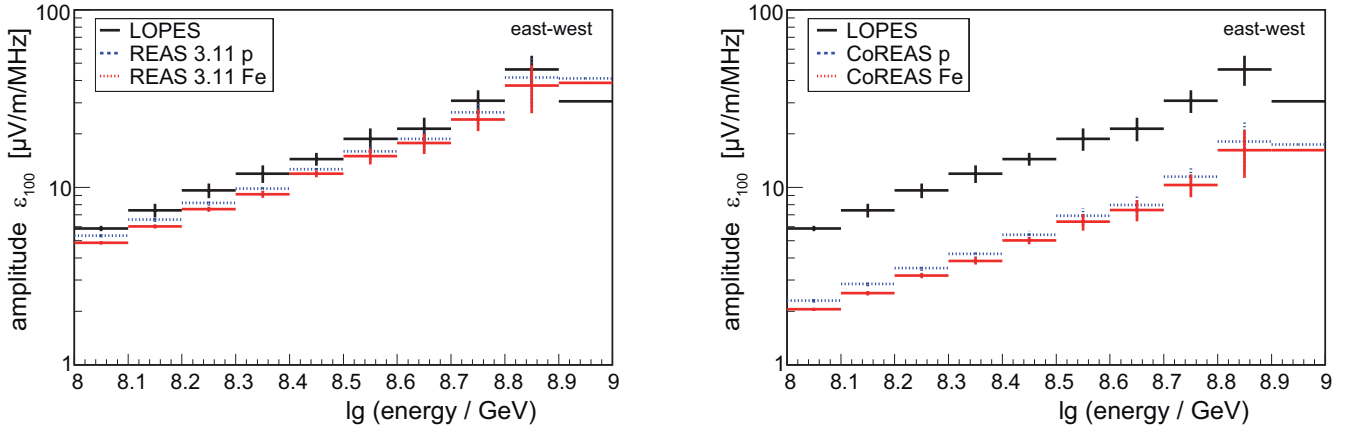 100
LOPES
REAS 3.11 p
REAS 3.11 Fe
east-west
10
1
amplitude ε₁₀₀ [μV/m/MHz]
8 8.1 8.2 8.3 8.4 8.5 8.6 8.7 8.8 8.9 9
lg (energy / GeV)
100
LOPES
CoREAS p
CoREAS Fe
east-west
10
1
amplitude ε₁₀₀ [μV/m/MHz]
8 8.1 8.2 8.3 8.4 8.5 8.6 8.7 8.8 8.9 9
lg (energy / GeV)